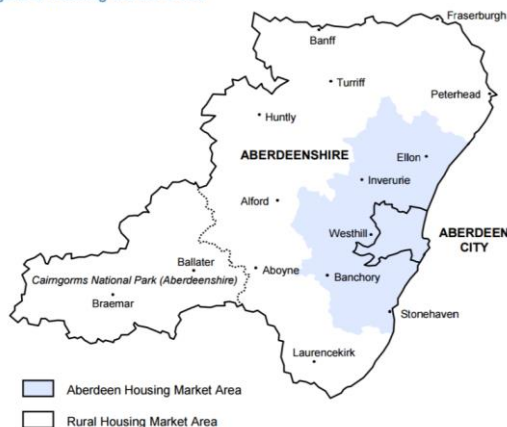 Fraserburgh
Banff
Turriff
Peterhead
Huntly
ABERDEENSHIRE
Ellon
Inverurie
Alford
Westhill
ABERDEEN
CITY
Ballater
Aboyne
Banchory
Cairngorms National Park (Aberdeenshire)
Braemar
Stonehaven
Laurencekirk
Aberdeen Housing Market Area
Rural Housing Market Area